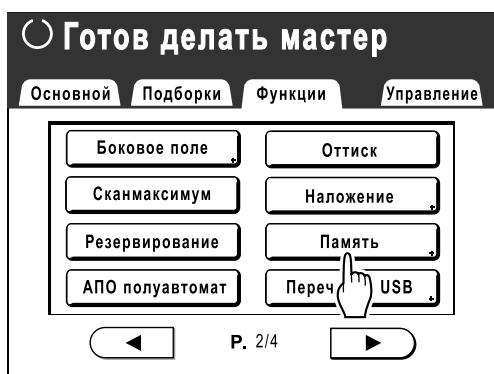 Готов делать мастер
Основной Подборки Функции Управление
Боковое поле Оттиск
Сканмаксимум Наложение
Резервирование Память
АПО полуавтомат Переч USB
P. 2/4